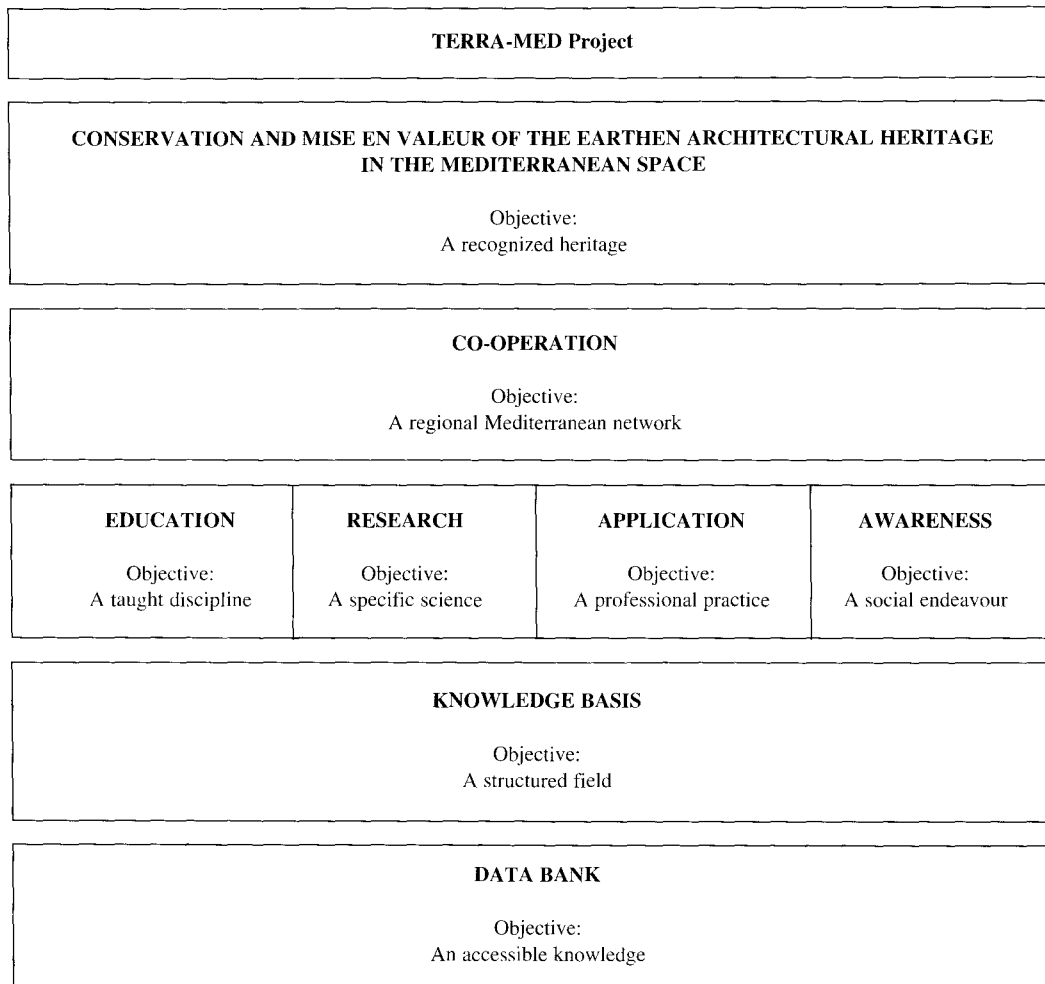 TERRA-MED Project
CONSERVATION AND MISE EN VALEUR OF THE EARTHEN ARCHITECTURAL HERITAGE
IN THE MEDITERRANEAN SPACE
Objective:
A recognized heritage
CO-OPERATION
Objective:
A regional Mediterranean network
EDUCATION
Objective:
A taught discipline
RESEARCH
Objective:
A specific science
APPLICATION
Objective:
A professional practice
AWARENESS
Objective:
A social endeavour
KNOWLEDGE BASIS
Objective:
A structured field
DATA BANK
Objective:
An accessible knowledge